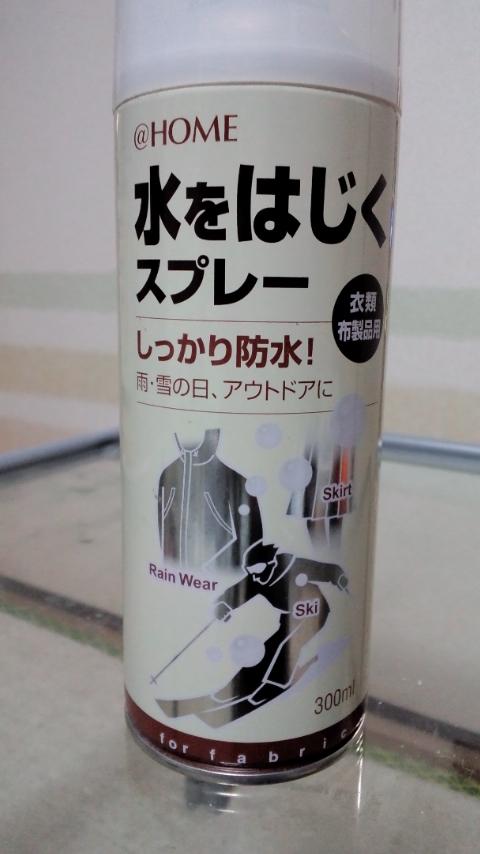 @HOME
水をはじく
スプレー
衣類
布製品用
しっかり防水!
雨・雪の日、アウトドアに
Skirt
Rain Wear
Ski
300ml
for fabric